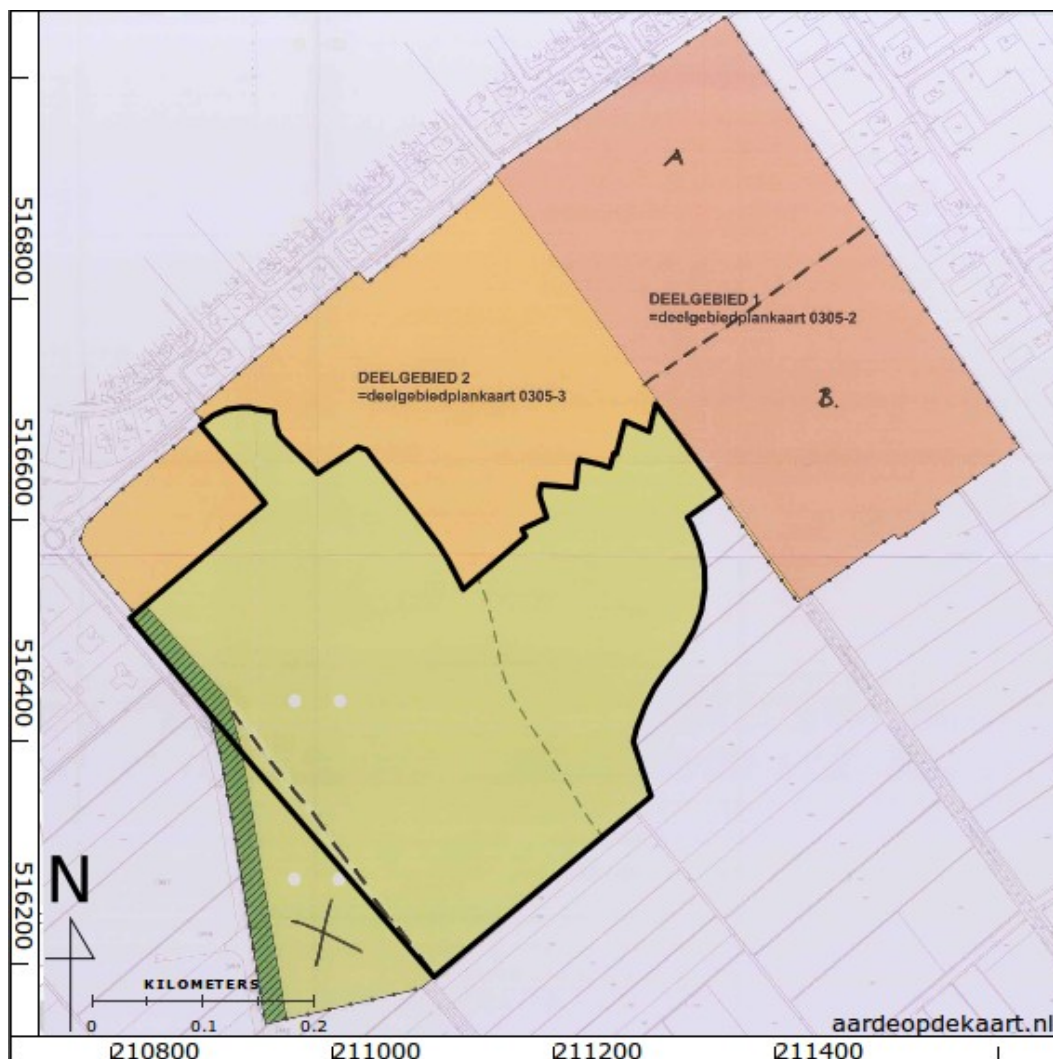 A
DEELGEBIED 1
=deelgebiedplankaart 0305-2
DEELGEBIED 2
=deelgebiedplankaart 0305-3
B.
516800
516600
516400
516200
N
KILOMETERS
0 0.1 0.2
aardeopdekaart.nl
210800 211000 211200 211400